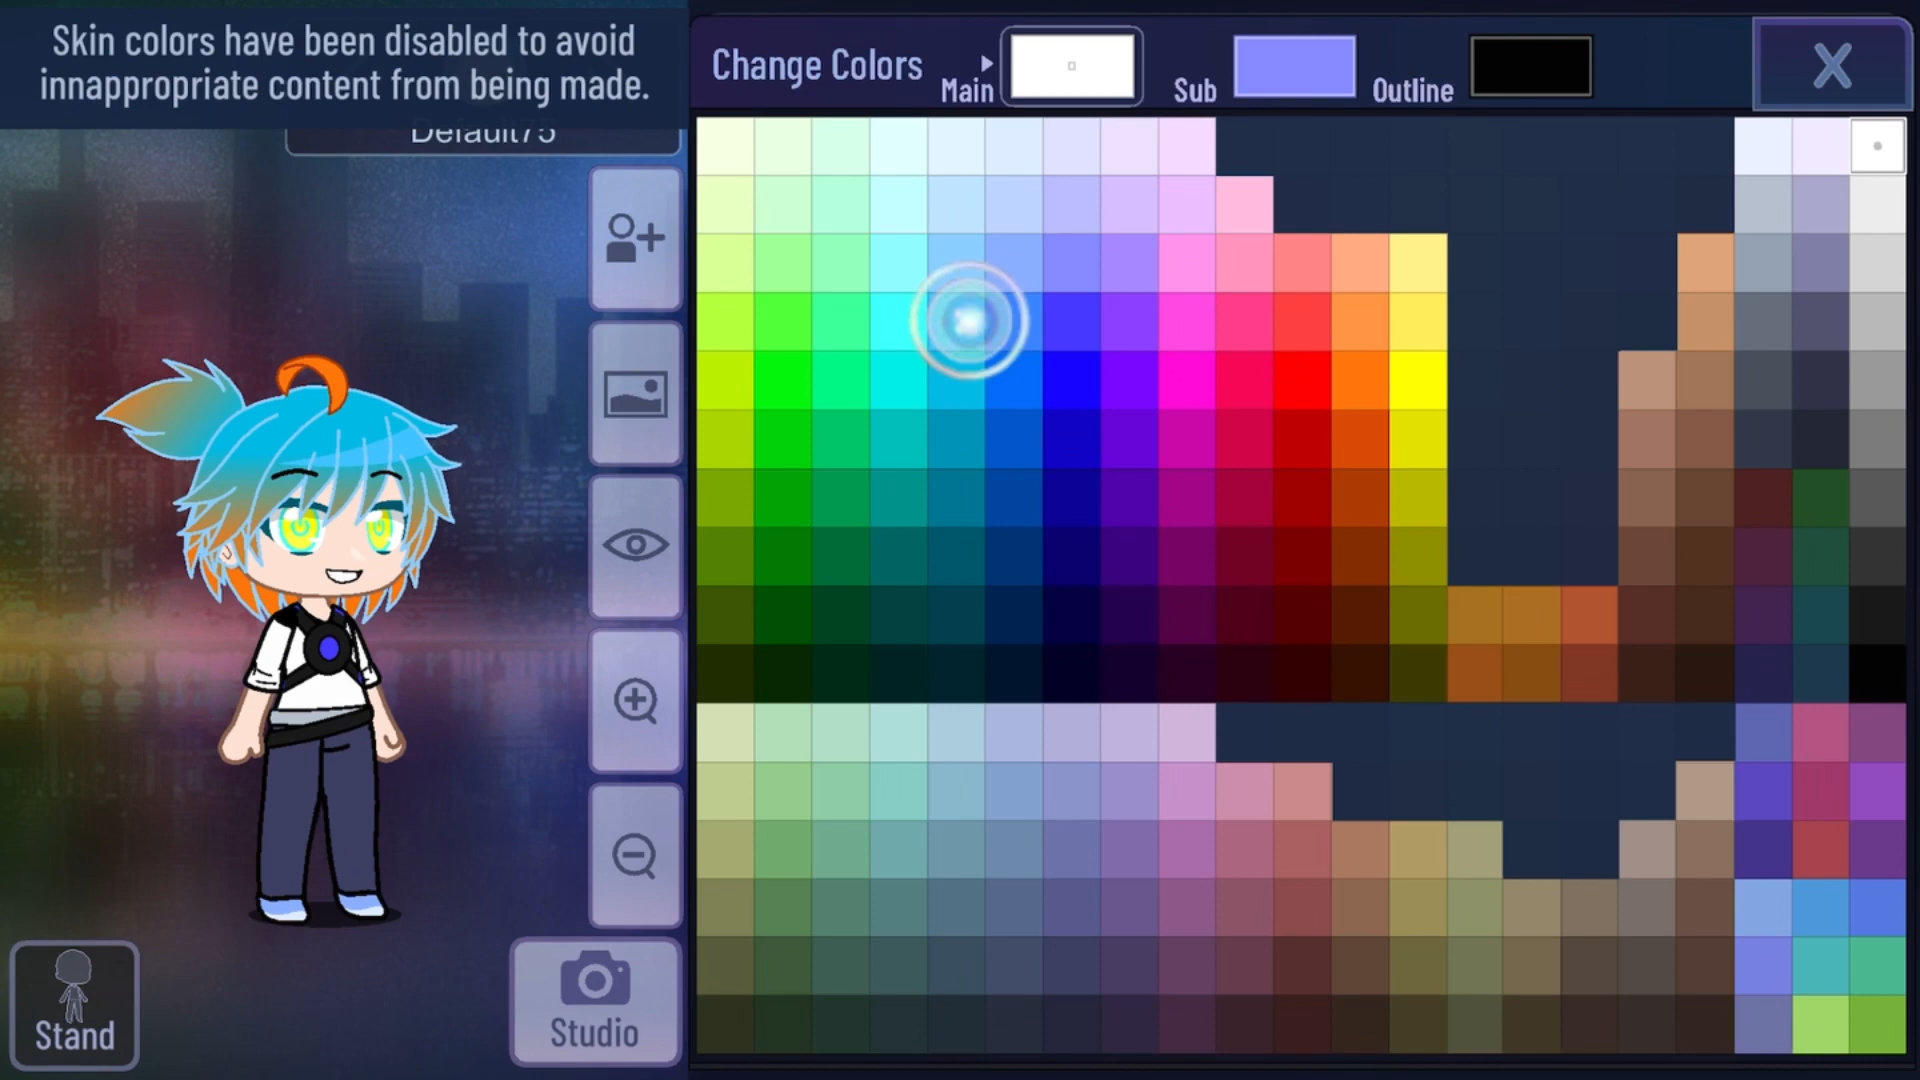 Skin colors have been disabled to avoid
innappropriate content from being made.
Default75
Change Colors
Main
Sub
Outline
X
Stand
Studio